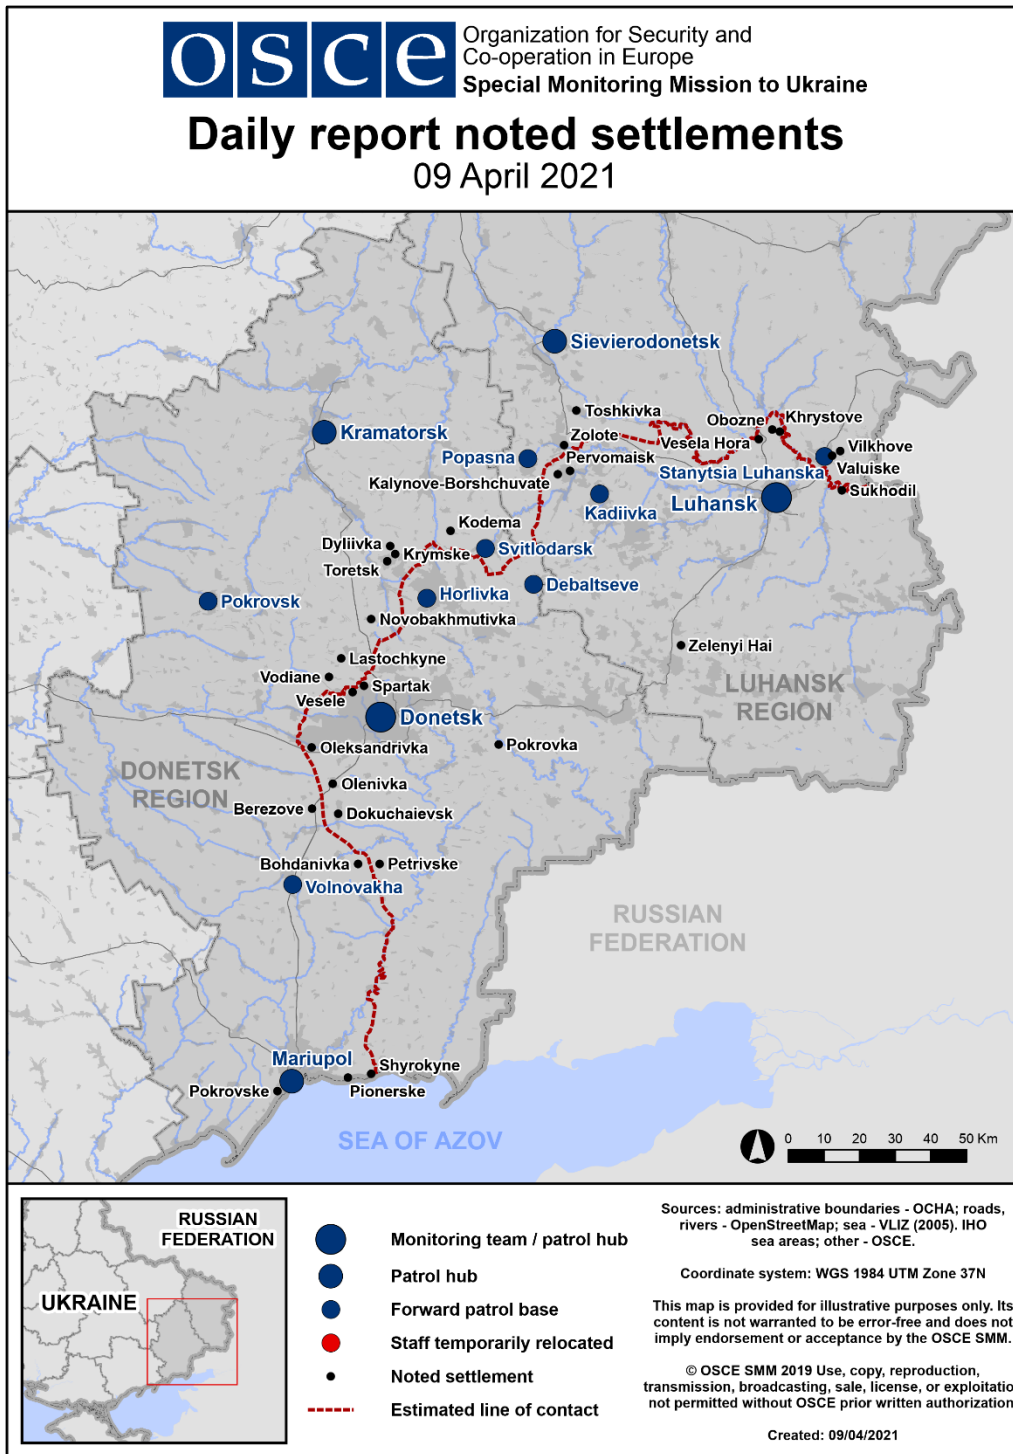 osce
Organization for Security and
Co-operation in Europe
Special Monitoring Mission to Ukraine
Daily report noted settlements
09 April 2021
Sievierodonetsk
Toshkivka
Obozne
Khrystove
Kramatorsk
Zolote
Vesela Hora
Vilkhove
Popasna
Pervomaisk
Stanytsia Luhanska
Valuiske
Kalynove-Borshchuvate
Sukhodil
Kadiivka
Luhansk
Kodema
Dyliivka
Krymske
Svitlodarsk
Toretsk
Debaltseve
Pokrovsk
Horlivka
Novobakhmutivka
Zelenyi Hai
Lastochkyne
Vodiane
Spartak
LUHANSK
REGION
Vesele
Donetsk
Oleksandrivka
Pokrovka
DONETSK
REGION
Olenivka
Berezove
Dokuchaievsk
Bohdanivka
Petrivske
Volnovakha
RUSSIAN
FEDERATION
Mariupol
Shyrokyne
Pokrovske
Pionerske
SEA OF AZOV
0 10 20 30 40 50 Km
RUSSIAN
FEDERATION
UKRAINE
Monitoring team / patrol hub
Patrol hub
Forward patrol base
Staff temporarily relocated
Noted settlement
Estimated line of contact
Sources: administrative boundaries - OCHA; roads,
rivers - OpenStreetMap; sea - VLIZ (2005). IHO
sea areas; other - OSCE.
Coordinate system: WGS 1984 UTM Zone 37N
This map is provided for illustrative purposes only. Its
content is not warranted to be error-free and does not
imply endorsement or acceptance by the OSCE SMM.
© OSCE SMM 2019 Use, copy, reproduction,
transmission, broadcasting, sale, license, or exploitatio
not permitted without OSCE prior written authorization
Created: 09/04/2021